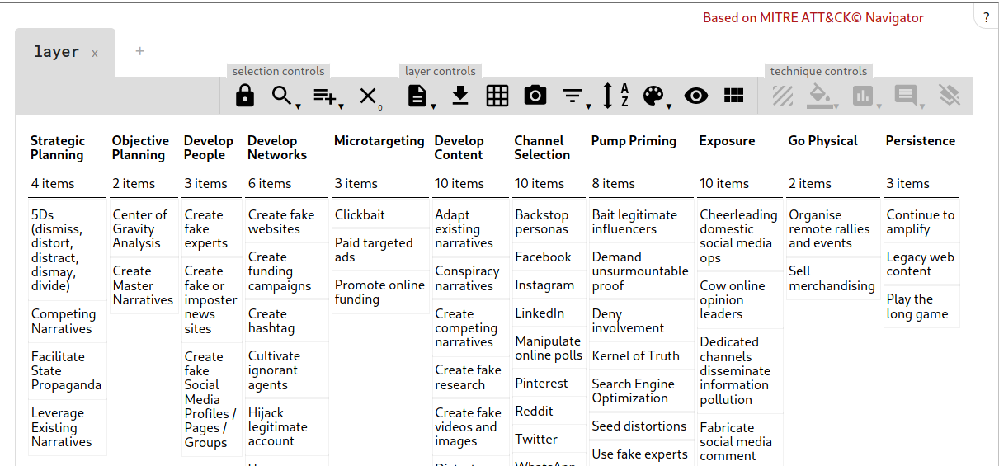 Based on MITRE ATT&CK© Navigator
?
layer x
+
selection controls
layer controls
technique controls
0
A
Z
Strategic
Planning
4 items
5Ds
(dismiss,
distort,
distract,
dismay,
divide)
Competing
Narratives
Facilitate
State
Propaganda
Leverage
Existing
Narratives
Objective
Planning
2 items
Center of
Gravity
Analysis
Create
Master
Narratives
Develop
People
3 items
Create
fake
experts
Create
fake or
imposter
news
sites
Create
fake
Social
Media
Profiles /
Pages /
Groups
Develop
Networks
6 items
Create fake
websites
Create
funding
campaigns
Create
hashtag
Cultivate
ignorant
agents
Hijack
legitimate
account
Microtargeting
3 items
Clickbait
Paid targeted
ads
Promote online
funding
Develop
Content
10 items
Adapt
existing
narratives
Conspiracy
narratives
Create
competing
narratives
Create fake
research
Create fake
videos and
images
Channel
Selection
10 items
Backstop
personas
Facebook
Instagram
LinkedIn
Manipulate
online polls
Pinterest
Reddit
Twitter
WhatsApp
Pump Priming
8 items
Bait legitimate
influencers
Demand
unsurmountable
proof
Deny
involvement
Kernel of Truth
Search Engine
Optimization
Seed distortions
Use fake experts
Exposure
10 items
Cheerleading
domestic
social media
ops
Cow online
opinion
leaders
Dedicated
channels
disseminate
information
pollution
Fabricate
social media
comment
Go Physical
2 items
Organise
remote rallies
and events
Sell
merchandising
Persistence
3 items
Continue to
amplify
Legacy web
content
Play the
long game